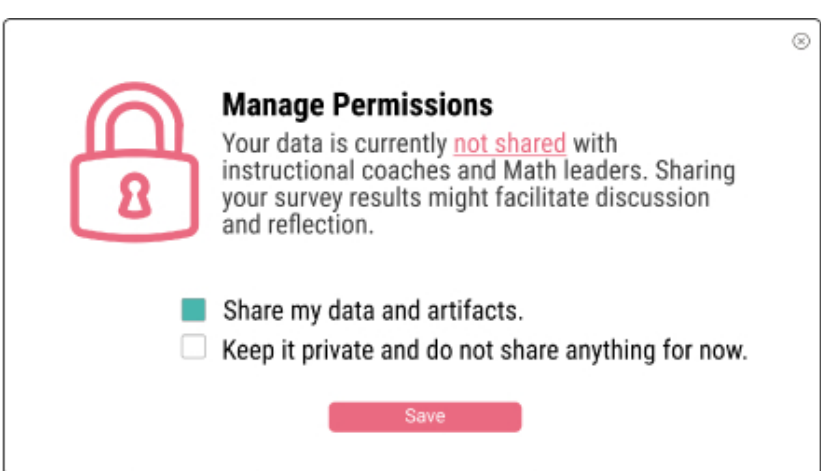 Manage Permissions
Your data is currently not shared with
instructional coaches and Math leaders. Sharing
your survey results might facilitate discussion
and reflection.
Share my data and artifacts.
Keep it private and do not share anything for now.
Save